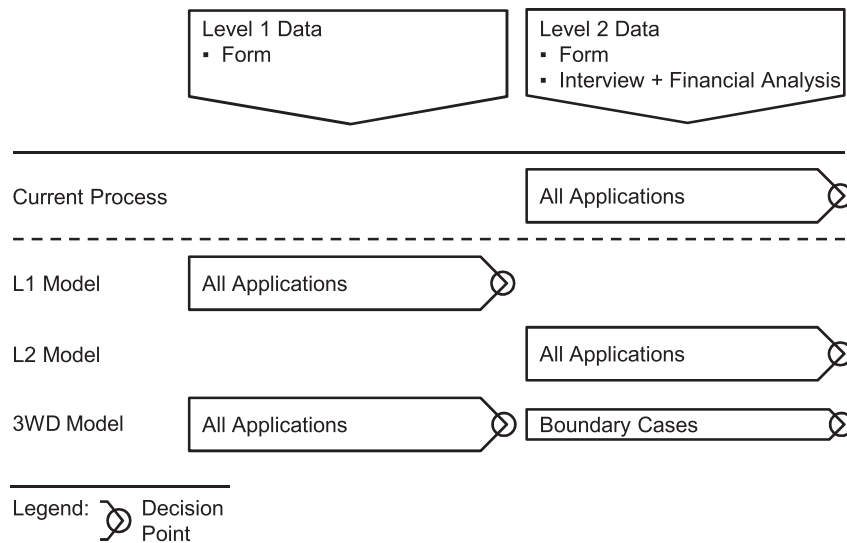 Level 1 Data
▪ Form
Level 2 Data
▪ Form
▪ Interview + Financial Analysis
Current Process
All Applications
L1 Model
All Applications
L2 Model
All Applications
3WD Model
All Applications
Boundary Cases
Legend:
Decision
Point